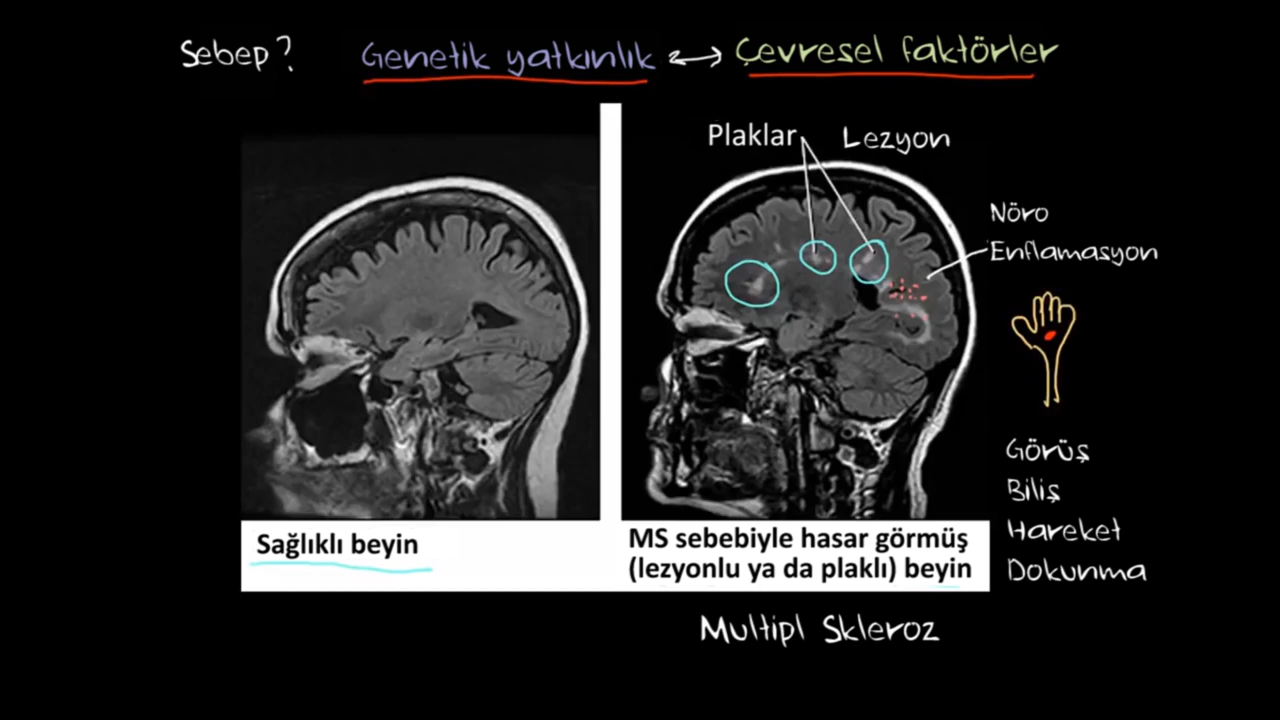 Sebep? Genetik yatkınlık ↔ Çevresel faktörler
Plaklar Lezyon
Nöro
Enflamasyon
Görüş
Biliş
Hareket
Dokunma
Sağlıklı beyin
MS sebebiyle hasar görmüş
(lezyonlu ya da plaklı) beyin
Multipl Skleroz